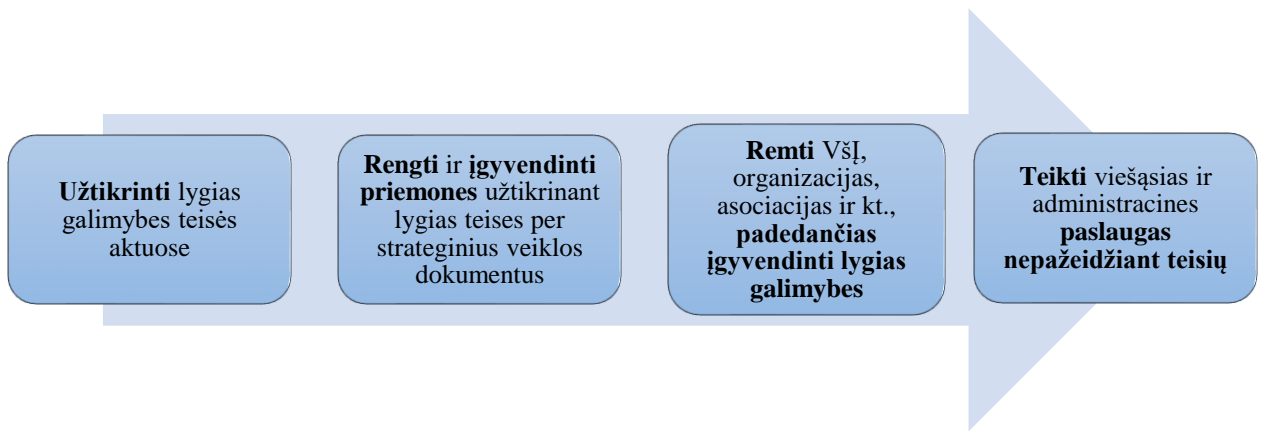 Užtikrinti lygias
galimybes teisės
aktuose
Rengti ir įgyvendinti
priemones užtikrinant
lygias teises per
strateginius veiklos
dokumentus
Remti VšĮ,
organizacijas,
asociacijas ir kt.,
padedančias
įgyvendinti lygias
galimybes
Teikti viešąsias ir
administracines
paslaugas
nepažeidžiant teisių